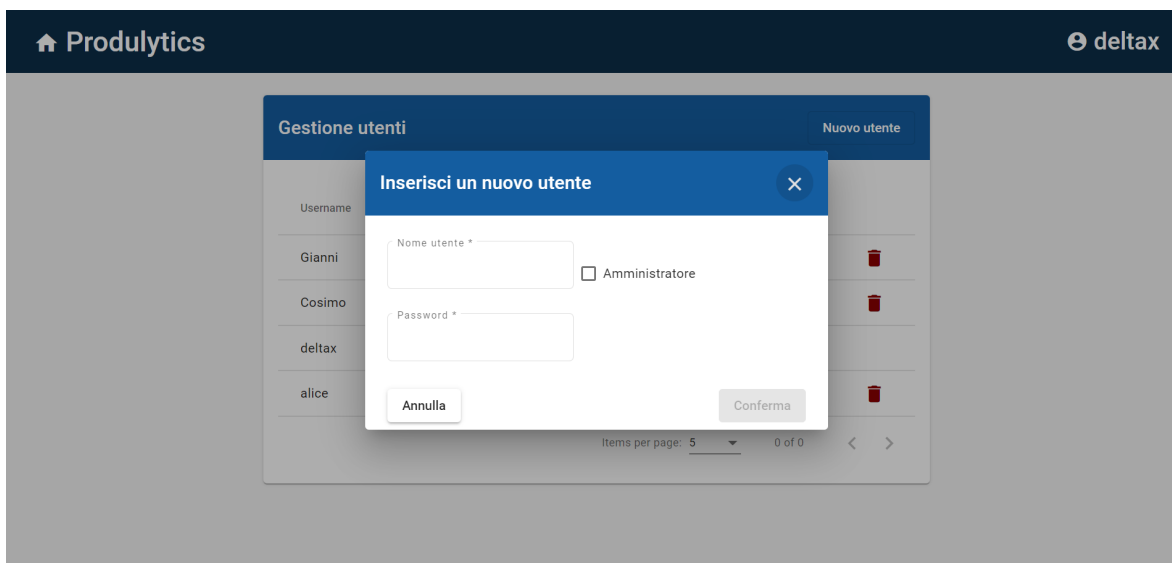 Produlytics
deltax
Gestione utenti
Nuovo utente
Inserisci un nuovo utente
Username
Nome utente *
Gianni
Amministratore
Cosimo
Password *
deltax
alice
Annulla
Conferma
Items per page: 5
0 of 0